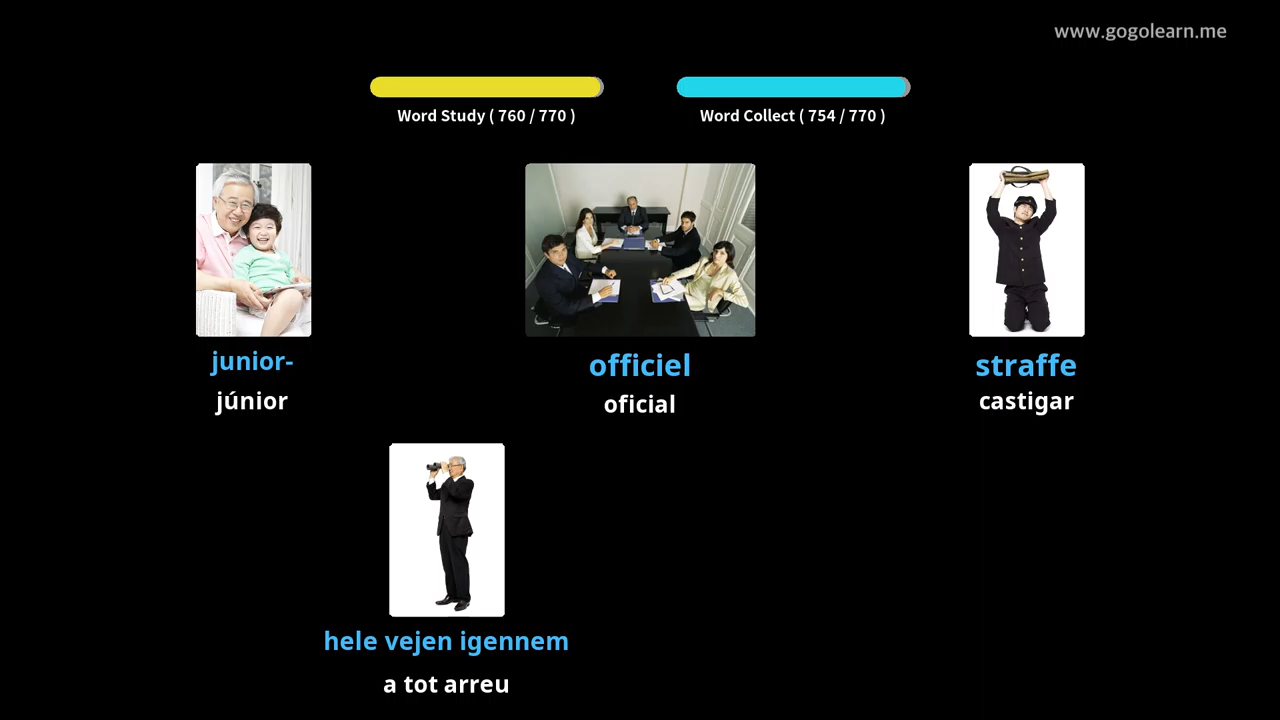 www.gogolearn.me
Word Study ( 760 / 770 )
Word Collect ( 754 / 770 )
junior-
júnior
officiel
oficial
straffe
castigar
hele vejen igennem
a tot arreu